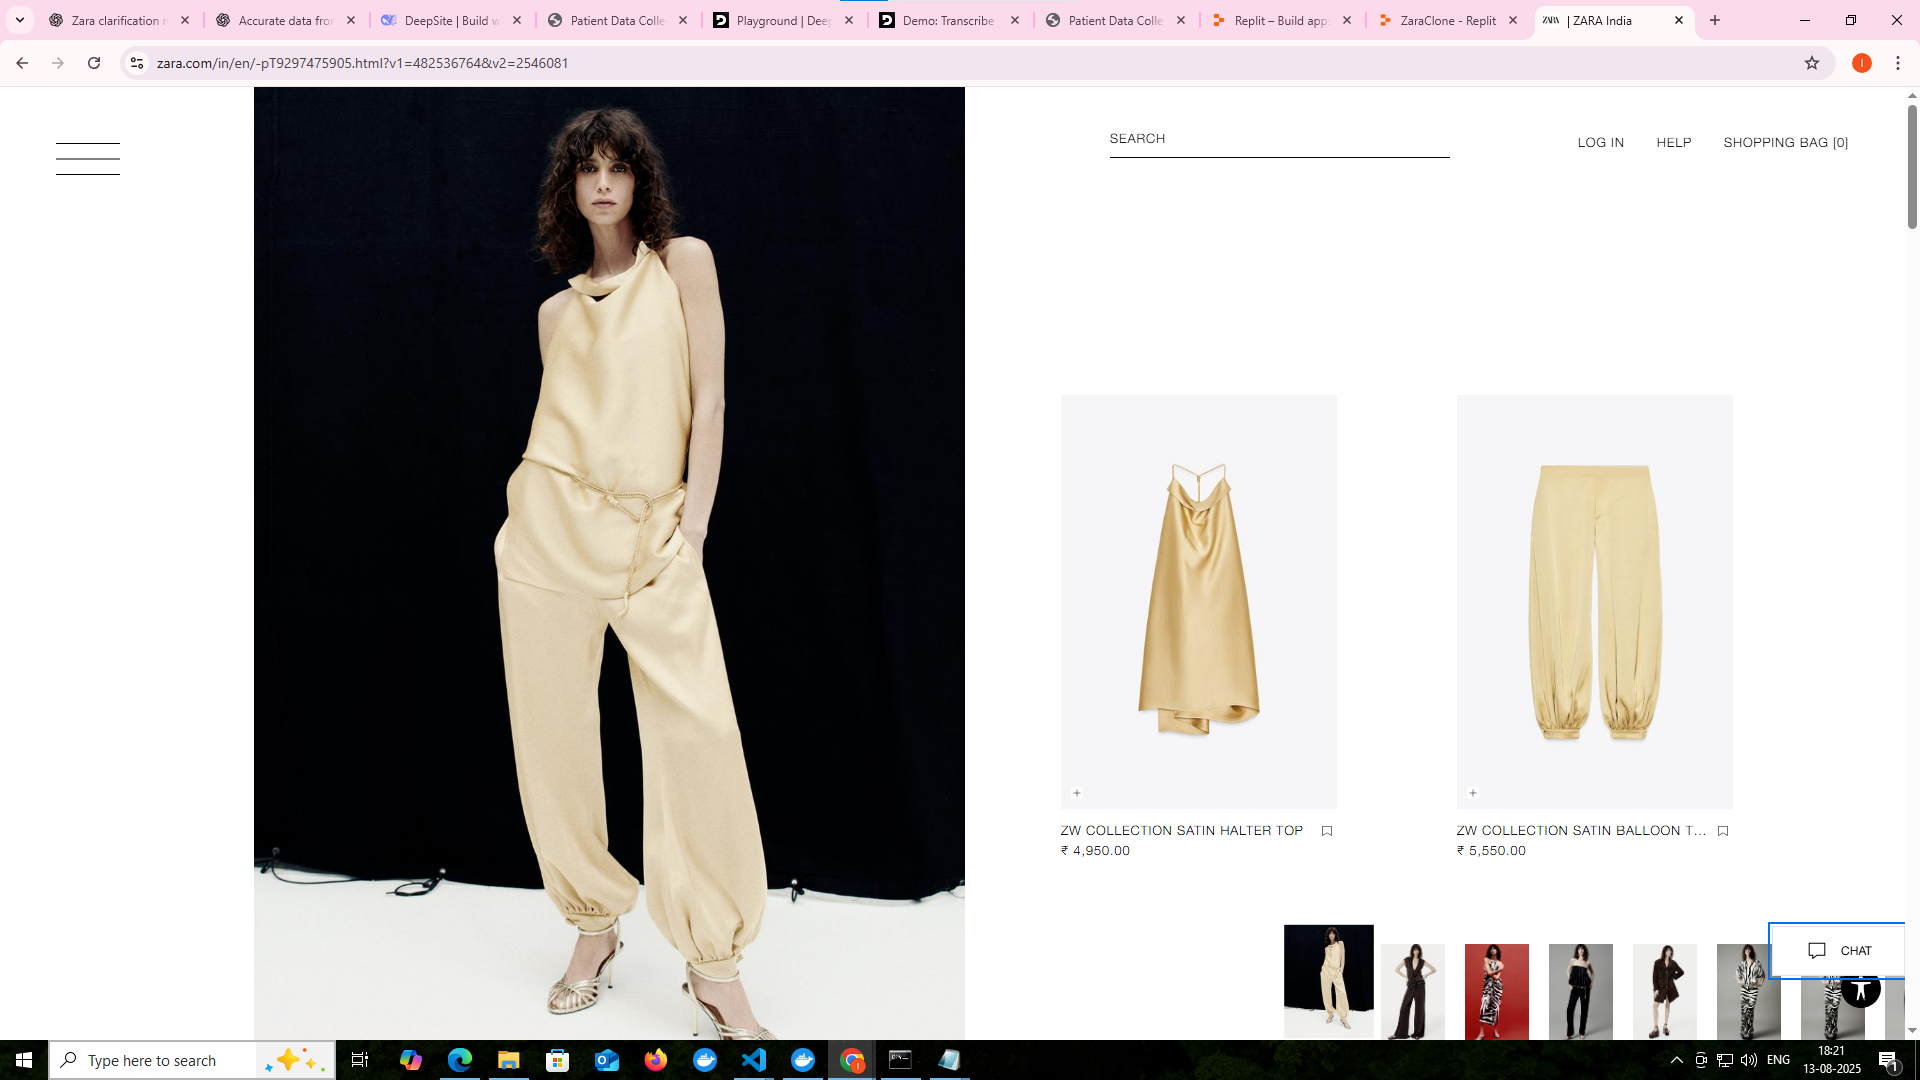 Zara clarification r
Accurate data fro
DeepSite | Build w
Patient Data Colle
Playground | Deep
Demo: Transcribe
Patient Data Colle
Replit – Build app
ZaraClone - Replit
ZARA | ZARA India
zara.com/in/en/-pT9297475905.html?v1=482536764&v2=2546081
I
SEARCH
LOG IN
HELP
SHOPPING BAG [0]
ZW COLLECTION SATIN HALTER TOP
₹ 4,950.00
ZW COLLECTION SATIN BALLOON T...
₹ 5,550.00
CHAT
Type here to search
ENG
18:21
13-08-2025
1